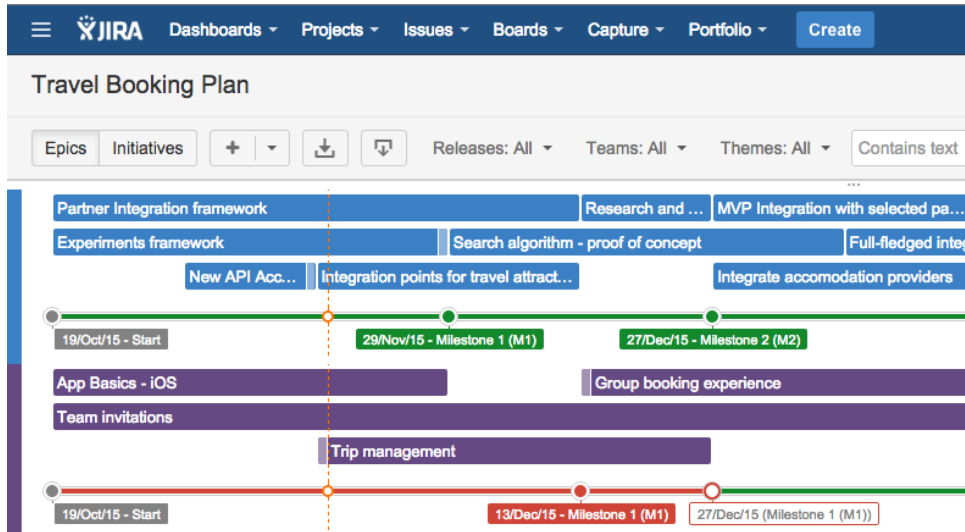 JIRA Dashboards Projects Issues Boards Capture Portfolio Create
Travel Booking Plan
Epics Initiatives Releases: All Teams: All Themes: All Contains text
Partner Integration framework Research and ... MVP Integration with selected pa...
Experiments framework Search algorithm - proof of concept Full-fledged integ
New API Acc... Integration points for travel attract... Integrate accomodation providers
19/Oct/15 - Start 29/Nov/15 - Milestone 1 (M1) 27/Dec/15 - Milestone 2 (M2)
App Basics - iOS Group booking experience
Team invitations
Trip management
19/Oct/15 - Start 13/Dec/15 - Milestone 1 (M1) 27/Dec/15 (Milestone 1 (M1))